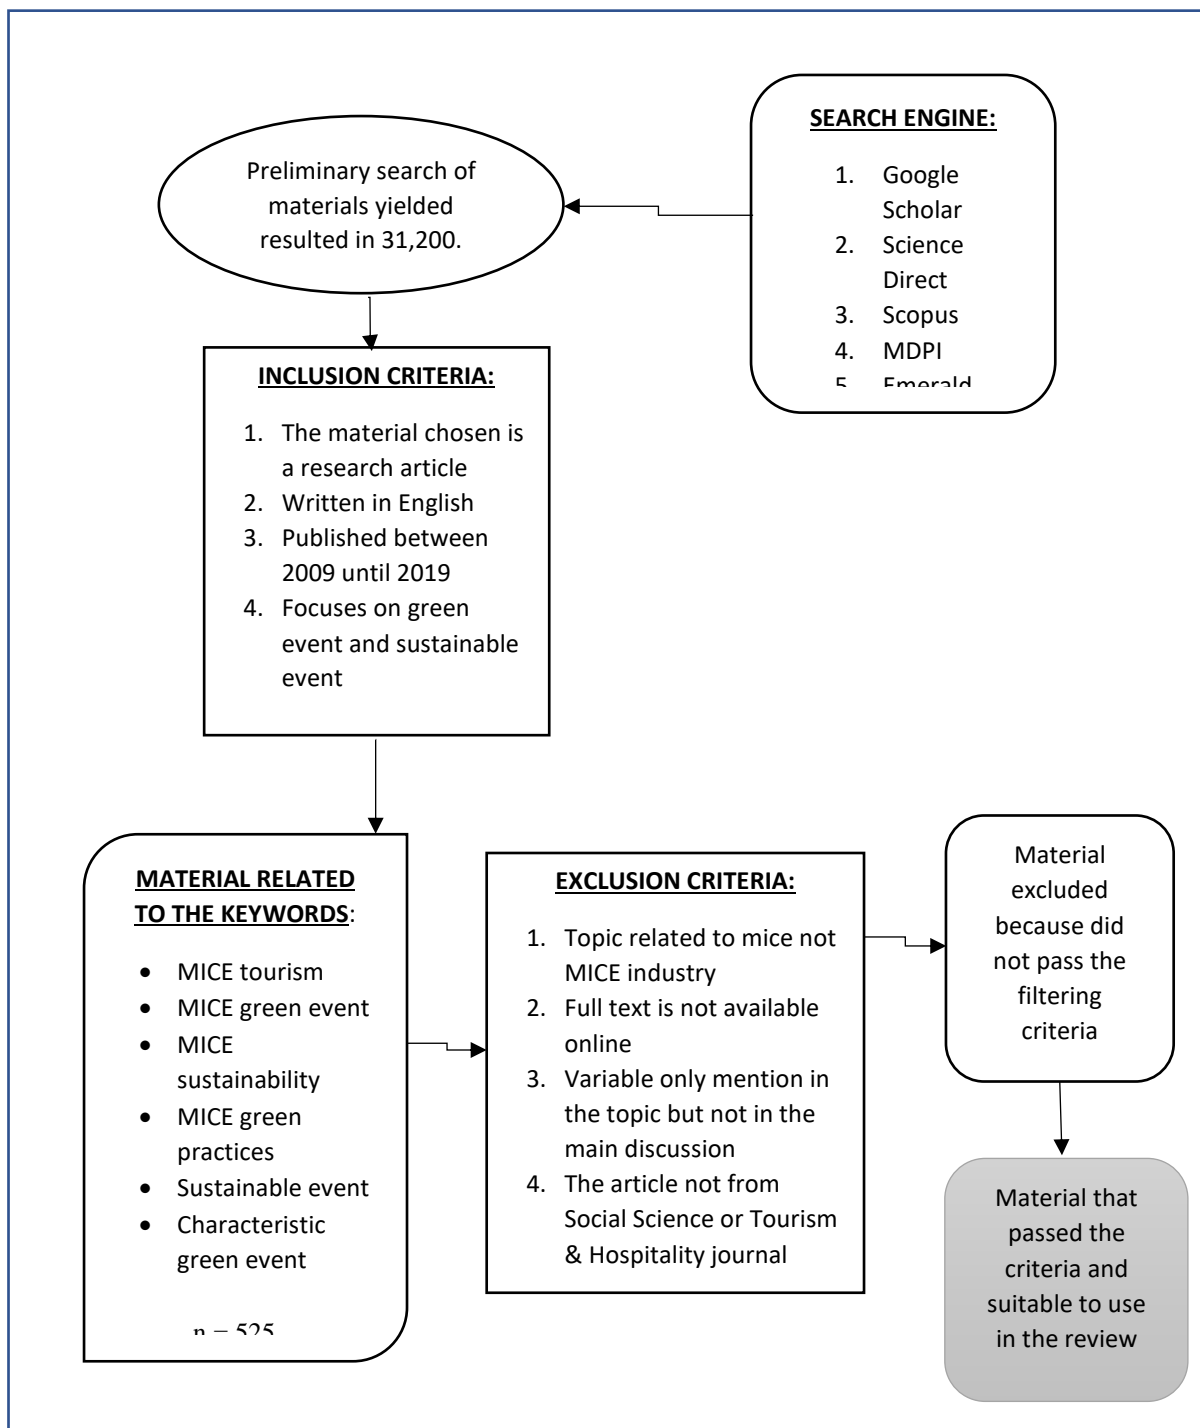 SEARCH ENGINE:
1. Google
Scholar
2. Science
Direct
3. Scopus
4. MDPI
5. Emerald
Preliminary search of
materials yielded
resulted in 31,200.
INCLUSION CRITERIA:
1. The material chosen is
a research article
2. Written in English
3. Published between
2009 until 2019
4. Focuses on green
event and sustainable
event
MATERIAL RELATED
TO THE KEYWORDS:
• MICE tourism
• MICE green event
• MICE
sustainability
• MICE green
practices
• Sustainable event
• Characteristic
green event
n = 525
EXCLUSION CRITERIA:
1. Topic related to mice not
MICE industry
2. Full text is not available
online
3. Variable only mention in
the topic but not in the
main discussion
4. The article not from
Social Science or Tourism
& Hospitality journal
Material
excluded
because did
not pass the
filtering
criteria
Material that
passed the
criteria and
suitable to use
in the review